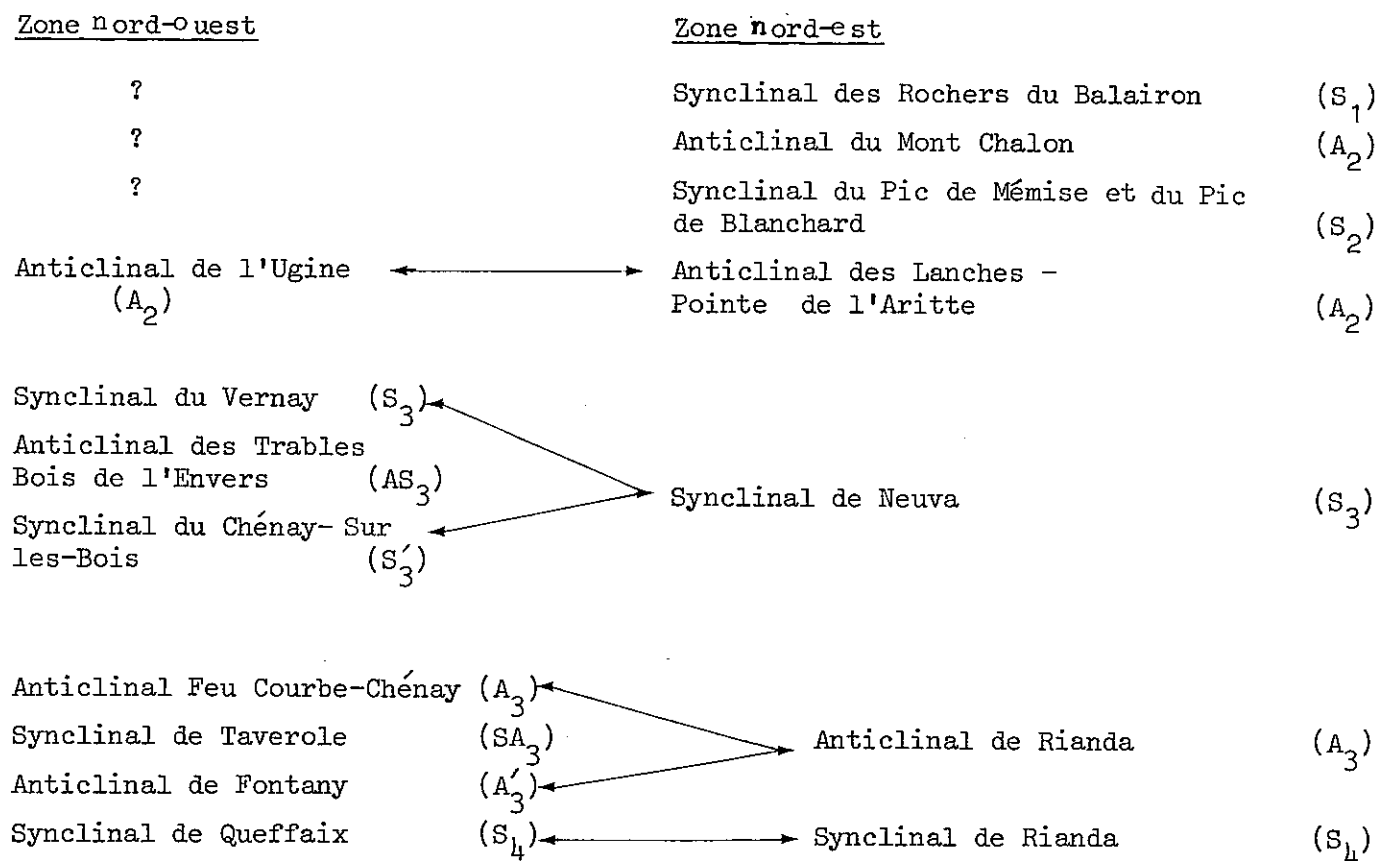 Zone nord-ouest Zone nord-est
? Synclinal des Rochers du Balairon (S1)
? Anticlinal du Mont Chalon (A2)
? Synclinal du Pic de Mémise et du Pic
de Blanchard (S2)
Anticlinal de l'Ugine Anticlinal des Lanches -
(A2) Pointe de l'Aritte (A2)
Synclinal du Vernay (S3)
Anticlinal des Trables
Bois de l'Envers (AS3)
Synclinal de Neuva (S3)
Synclinal du Chénay- Sur
les-Bois (S'3)
Anticlinal Feu Courbe-Chénay (A3)
Synclinal de Taverole (SA3) Anticlinal de Rianda (A3)
Anticlinal de Fontany (A'3)
Synclinal de Queffaix (S4) Synclinal de Rianda (S4)